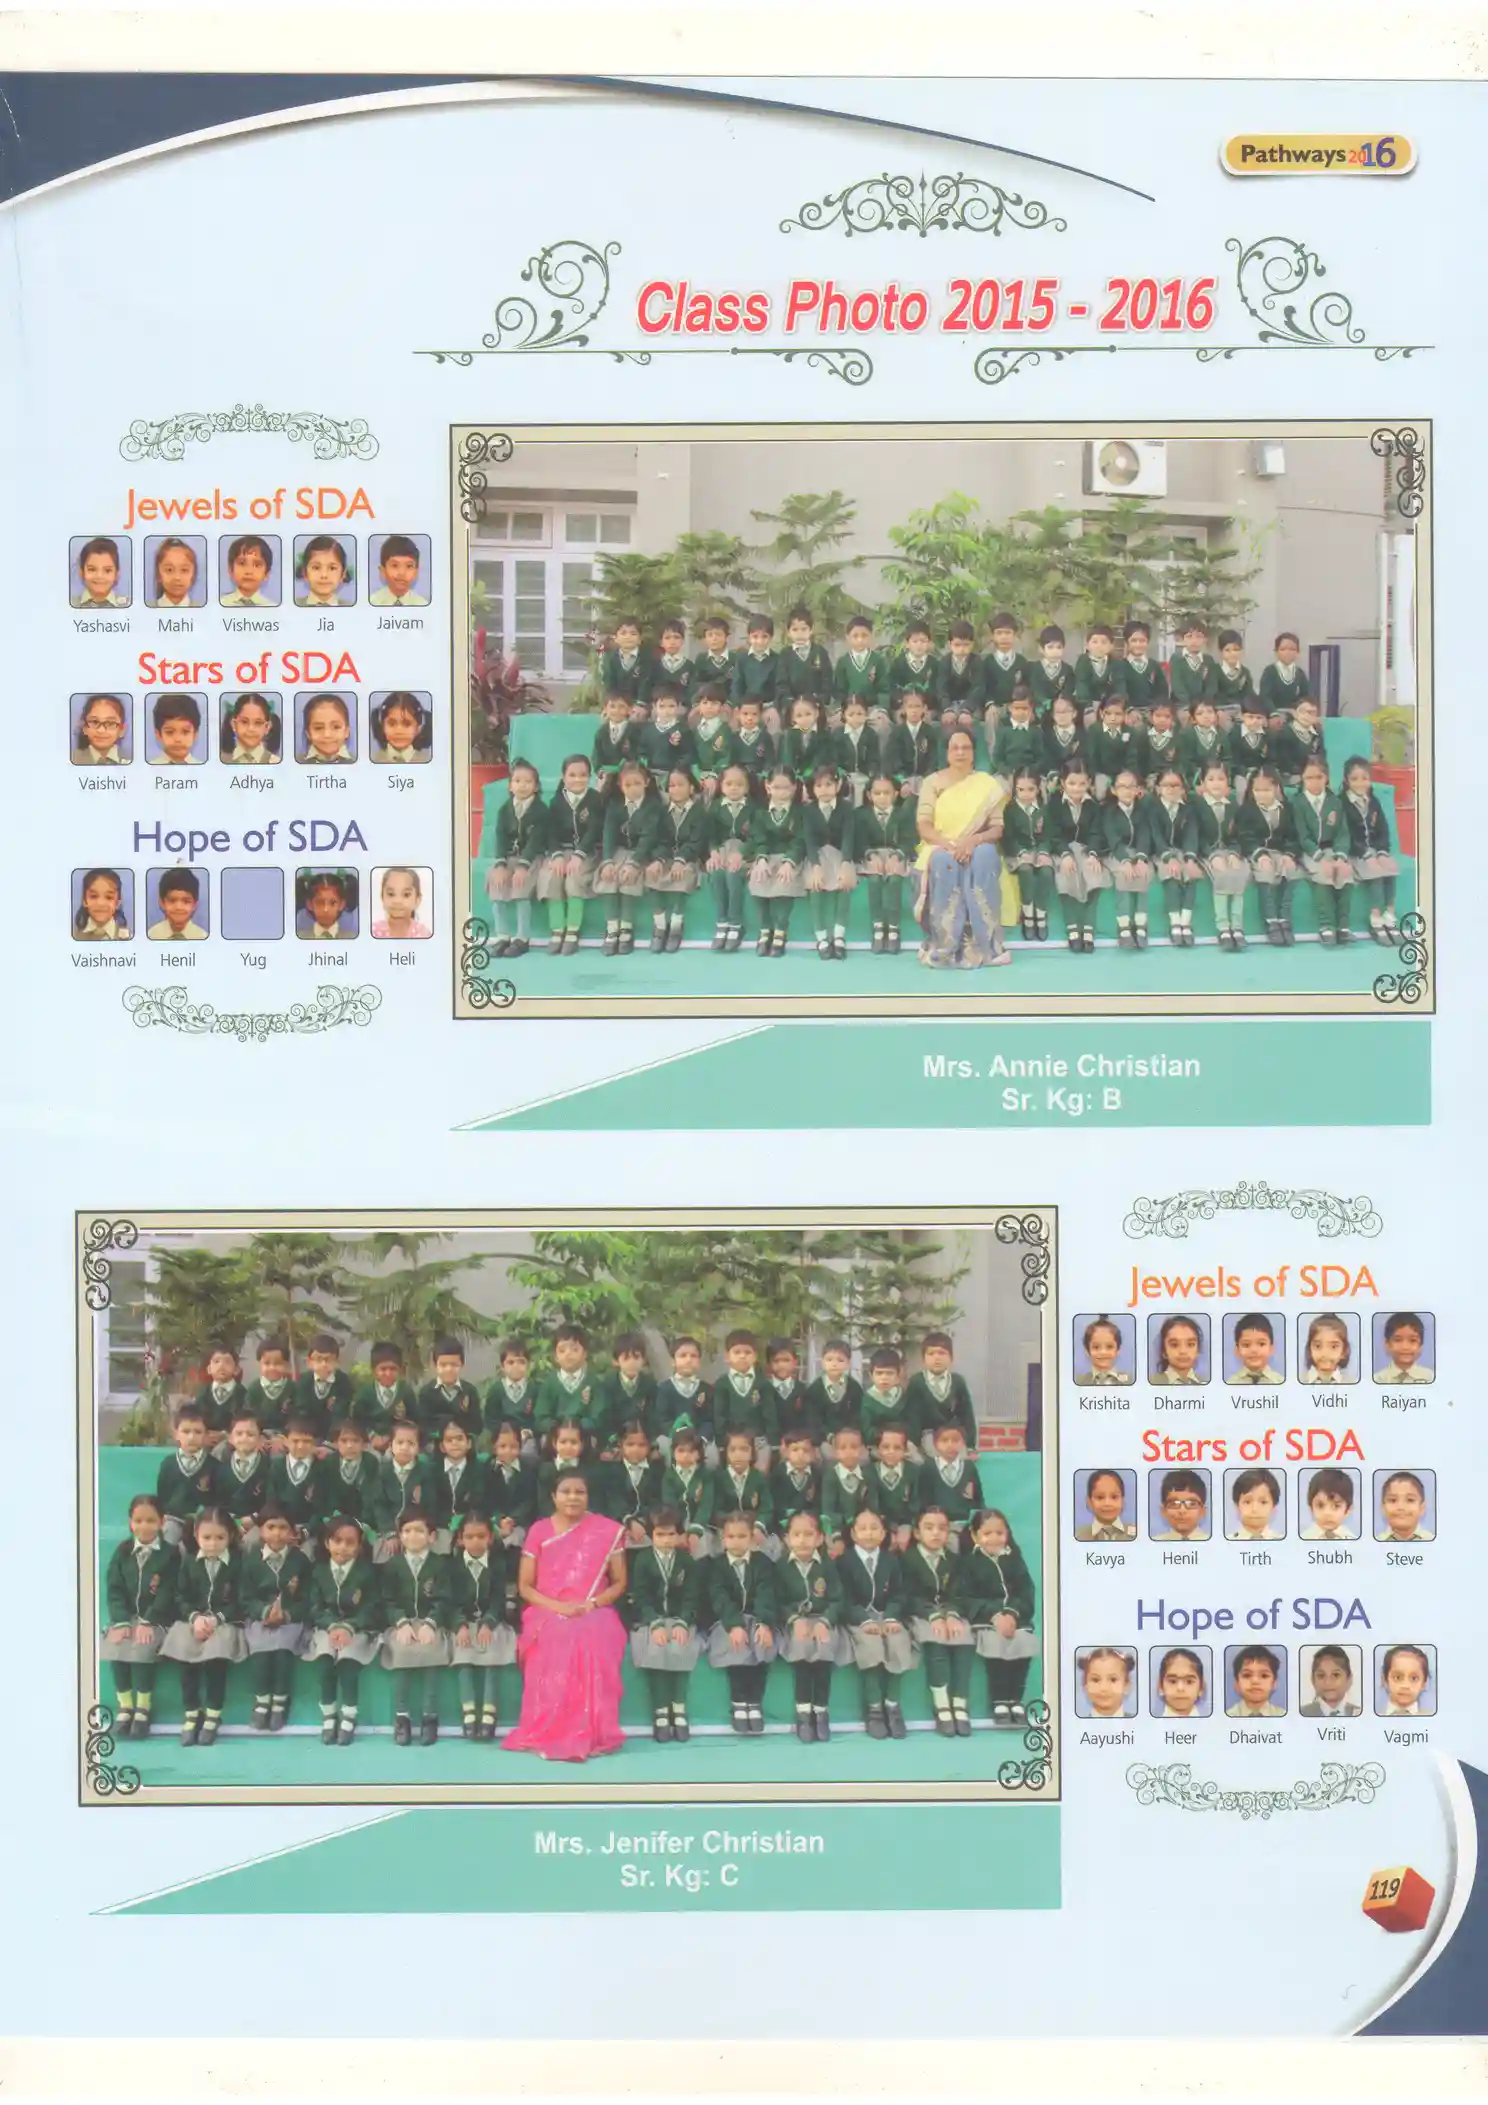 Pathways 2016
Class Photo 2015 - 2016
Jewels of SDA
Yashasvi Mahi Vishwas Jia Jaivam
Stars of SDA
Vaishvi Param Adhya Tirtha Siya
Hope of SDA
Vaishnavi Henil Yug Jhinal Heli
Mrs. Annie Christian
Sr. Kg: B
Jewels of SDA
Krishita Dharmi Vrushil Vidhi Raiyan
Stars of SDA
Kavya Henil Tirth Shubh Steve
Hope of SDA
Aayushi Heer Dhaivat Vriti Vagmi
Mrs. Jenifer Christian
Sr. Kg: C
119